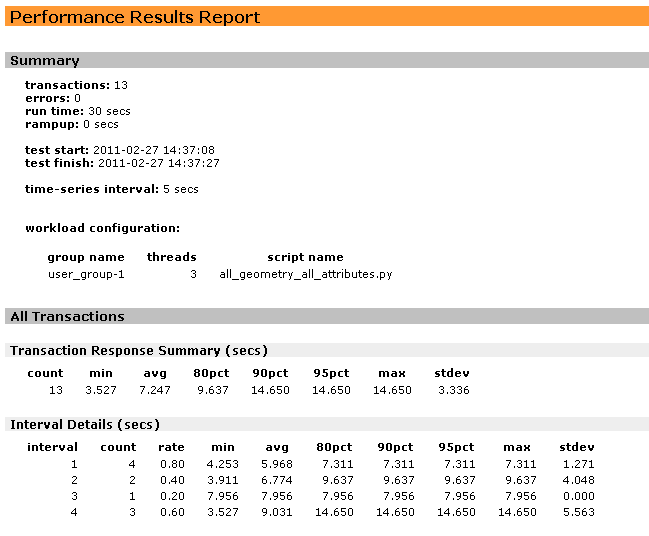 Performance Results Report
Summary
transactions: 13
errors: 0
run time: 30 secs
rampup: 0 secs
test start: 2011-02-27 14:37:08
test finish: 2011-02-27 14:37:27
time-series interval: 5 secs
workload configuration:
group name threads script name
user_group-1 3 all_geometry_all_attributes.py
All Transactions
Transaction Response Summary (secs)
count min avg 80pct 90pct 95pct max stdev
13 3.527 7.247 9.637 14.650 14.650 14.650 3.336
Interval Details (secs)
interval count rate min avg 80pct 90pct 95pct max stdev
1 4 0.80 4.253 5.968 7.311 7.311 7.311 7.311 1.271
2 2 0.40 3.911 6.774 9.637 9.637 9.637 9.637 4.048
3 1 0.20 7.956 7.956 7.956 7.956 7.956 7.956 0.000
4 3 0.60 3.527 9.031 14.650 14.650 14.650 14.650 5.563